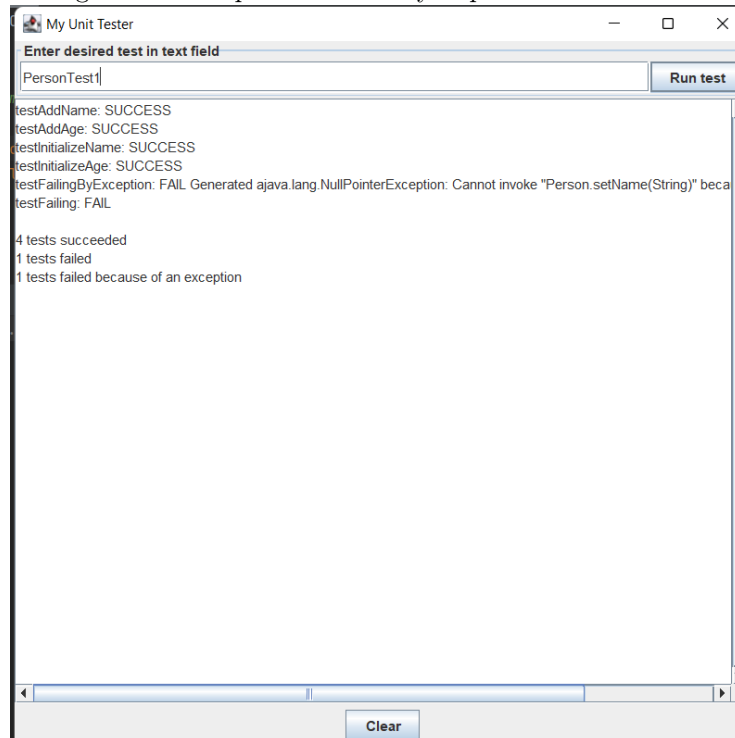 My Unit Tester
Enter desired test in text field
PersonTest1
Run test
testAddName: SUCCESS
testAddAge: SUCCESS
testInitializeName: SUCCESS
testInitializeAge: SUCCESS
testFailingByException: FAIL Generated ajava.lang.NullPointerException: Cannot invoke "Person.setName(String)" beca
testFailing: FAIL
4 tests succeeded
1 tests failed
1 tests failed because of an exception
Clear